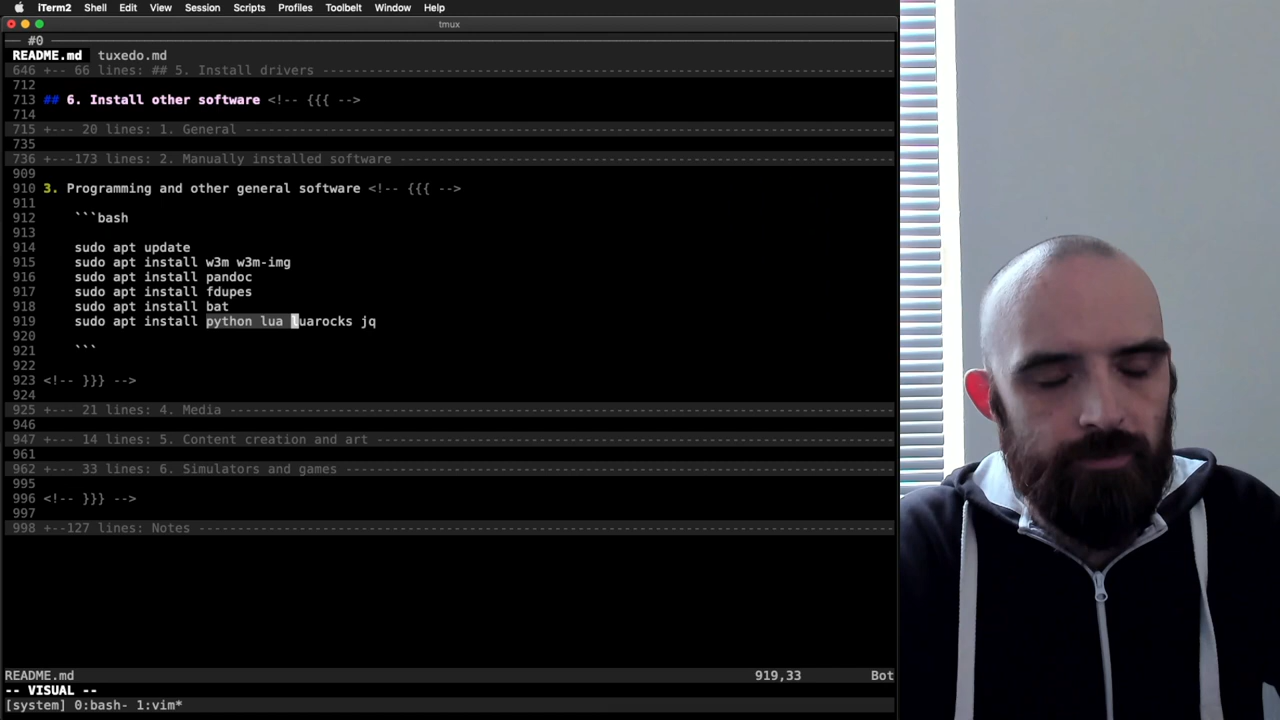 iTerm2 Shell Edit View Session Scripts Profiles Toolbelt Window Help
tmux
#0
README.md tuxedo.md
646 +-- 66 lines: ## 5. Install drivers
712
713 ## 6. Install other software <!-- {{{ -->
714
715 +--- 20 lines: 1. General
735
736 +---173 lines: 2. Manually installed software
909
910 3. Programming and other general software <!-- {{{ -->
911
912 ```bash
913
914 sudo apt update
915 sudo apt install w3m w3m-img
916 sudo apt install
917 sudo apt install
918 sudo apt install
919 sudo apt install python lua luarocks jq
920
921 ```
922
923 <!-- }}} -->
924
925 +--- 21 lines: 4. Media
946
947 +--- 14 lines: 5. Content creation and art
961
962 +--- 33 lines: 6. Simulators and games
995
996 <!-- }}} -->
997
998 +--127 lines: Notes
README.md 919,33 Bot
-- VISUAL --
[system] 0:bash- 1:vim*